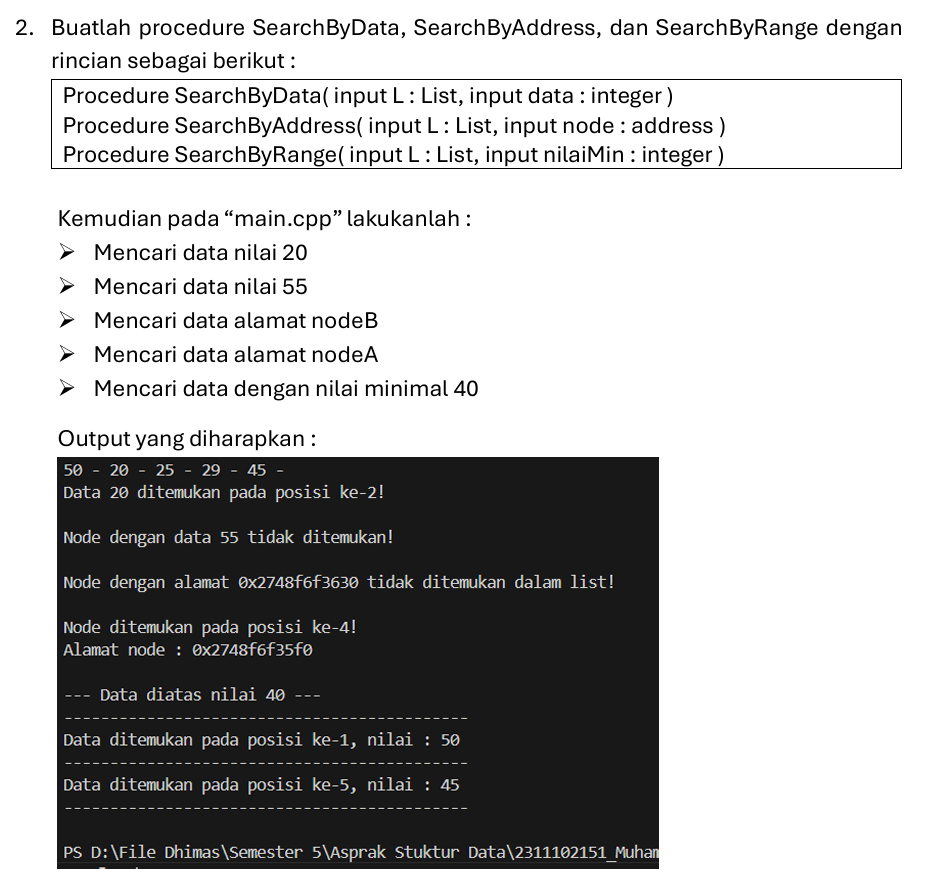 2. Buatlah procedure SearchByData, SearchByAddress, dan SearchByRange dengan
rincian sebagai berikut :
Procedure SearchByData( input L : List, input data : integer )
Procedure SearchByAddress( input L : List, input node : address )
Procedure SearchByRange( input L : List, input nilaiMin : integer )
Kemudian pada “main.cpp” lakukanlah :
➢ Mencari data nilai 20
➢ Mencari data nilai 55
➢ Mencari data alamat nodeB
➢ Mencari data alamat nodeA
➢ Mencari data dengan nilai minimal 40
Output yang diharapkan :
50 - 20 - 25 - 29 - 45 -
Data 20 ditemukan pada posisi ke-2!
Node dengan data 55 tidak ditemukan!
Node dengan alamat 0x2748f6f3630 tidak ditemukan dalam list!
Node ditemukan pada posisi ke-4!
Alamat node : 0x2748f6f35f0
--- Data diatas nilai 40 ---
--------------------------------------------
Data ditemukan pada posisi ke-1, nilai : 50
--------------------------------------------
Data ditemukan pada posisi ke-5, nilai : 45
--------------------------------------------
PS D:\File Dhimas\Semester 5\Asprak Stuktur Data\2311102151_Muham